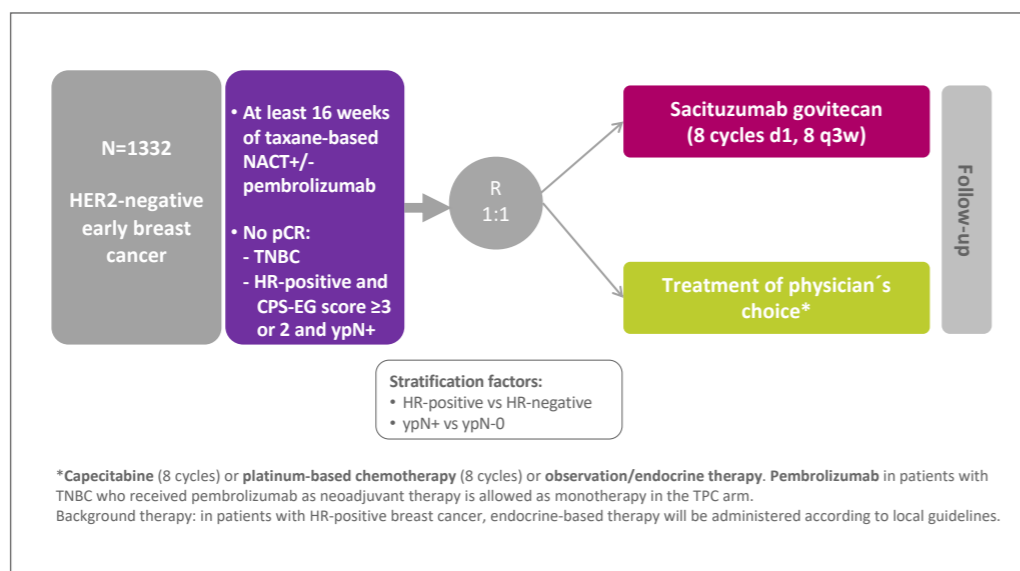 N=1332
HER2-negative
early breast
cancer
• At least 16 weeks
of taxane-based
NACT+/-
pembrolizumab
• No pCR:
- TNBC
- HR-positive and
CPS-EG score ≥3
or 2 and ypN+
R
1:1
Sacituzumab govitecan
(8 cycles d1, 8 q3w)
Treatment of physician´s
choice*
Follow-up
Stratification factors:
• HR-positive vs HR-negative
• ypN+ vs ypN-0
*Capecitabine (8 cycles) or platinum-based chemotherapy (8 cycles) or observation/endocrine therapy. Pembrolizumab in patients with
TNBC who received pembrolizumab as neoadjuvant therapy is allowed as monotherapy in the TPC arm.
Background therapy: in patients with HR-positive breast cancer, endocrine-based therapy will be administered according to local guidelines.